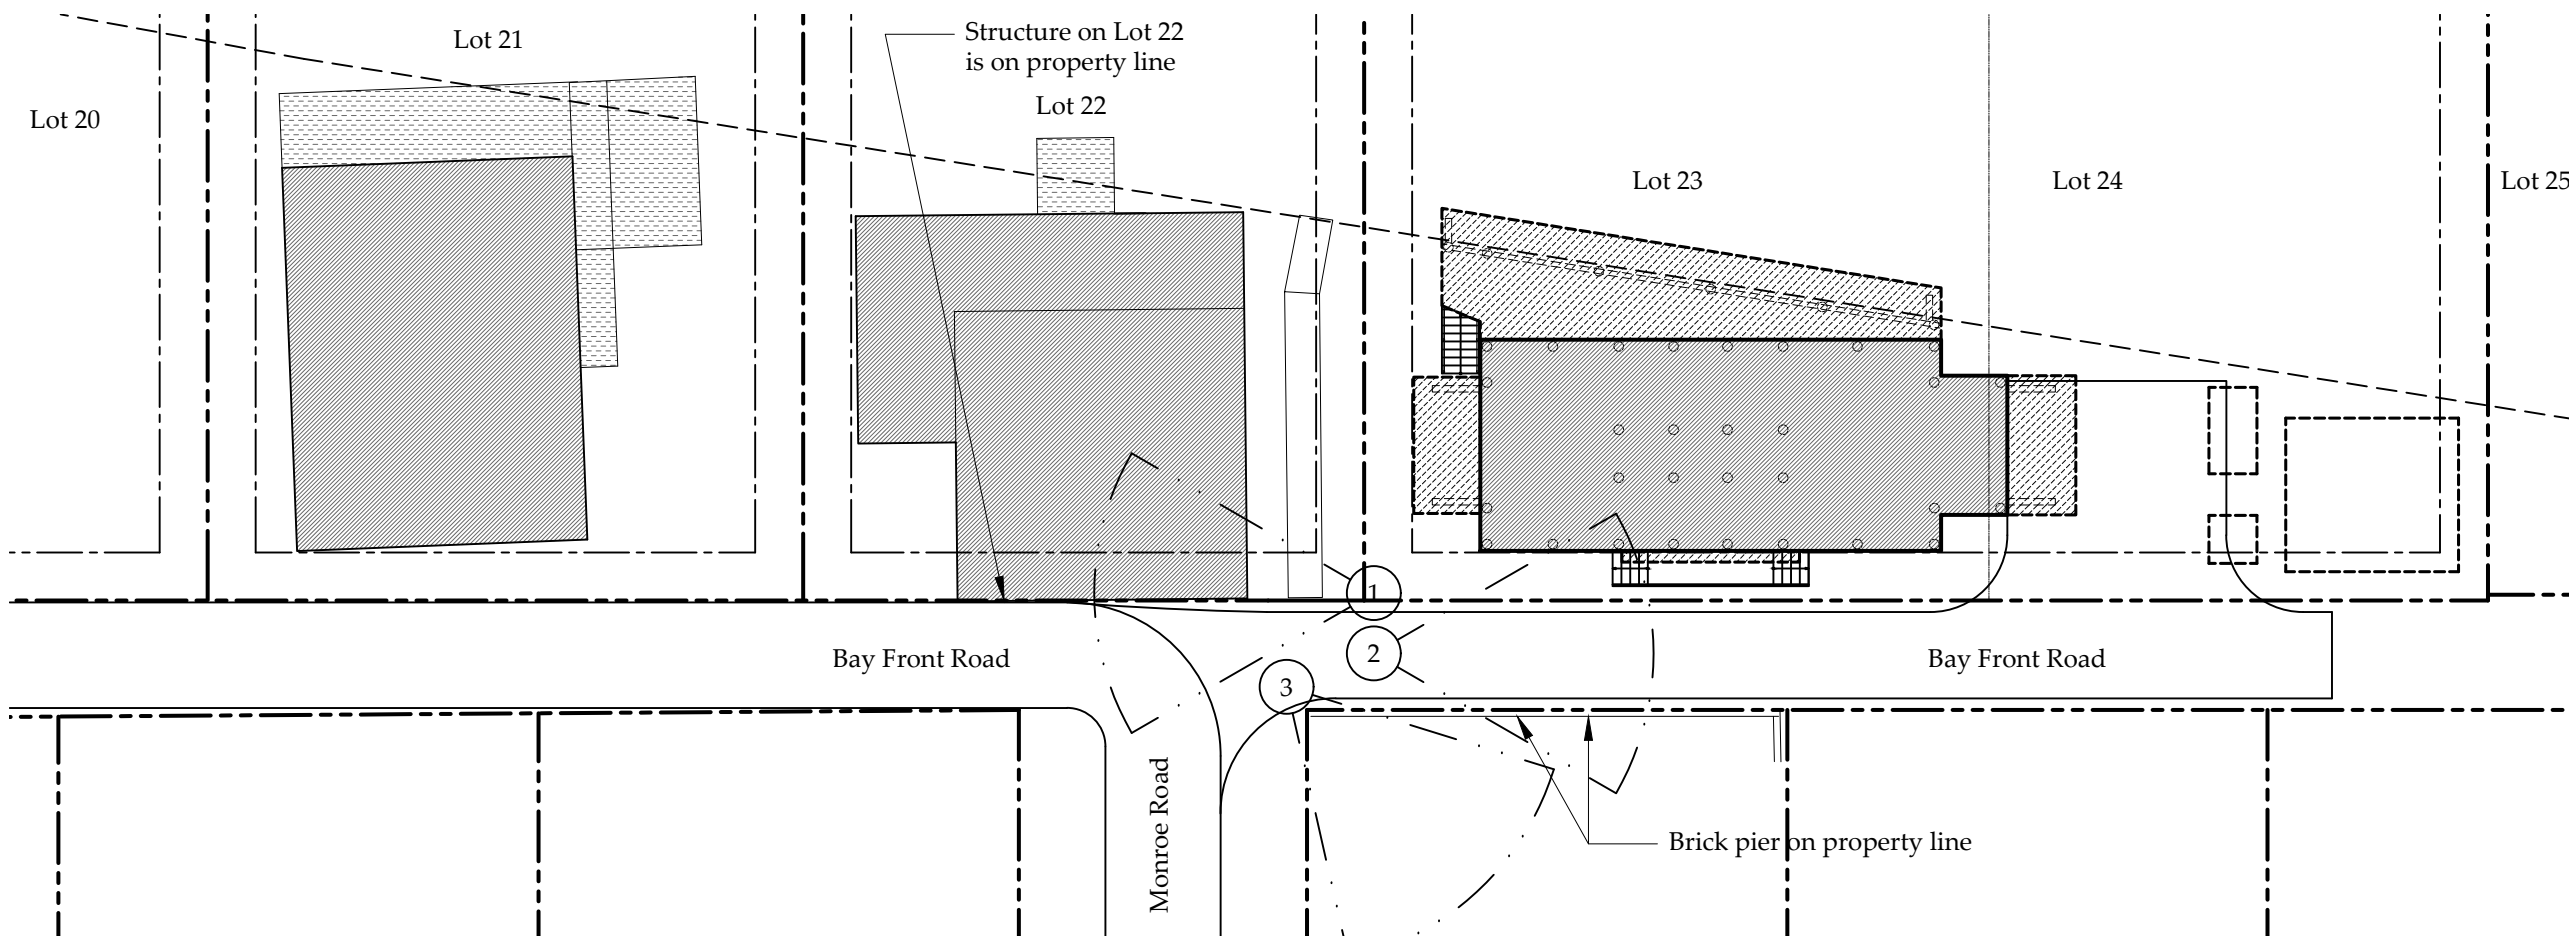 Lot 21
Structure on Lot 22
is on property line
Lot 22
Lot 20
Lot 23
Lot 24
Lot 25
1
2
3
Bay Front Road
Bay Front Road
Monroe Road
Brick pier on property line